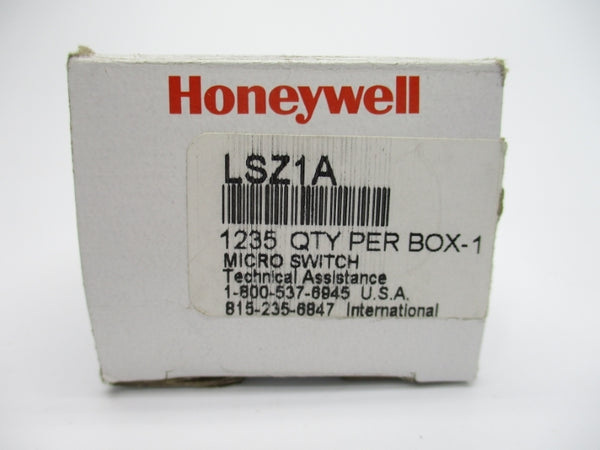 Honeywell
LSZ1A
1235 QTY PER BOX-1
MICRO SWITCH
Technical Assistance
1-800-537-6945 U.S.A.
815-235-6847 International